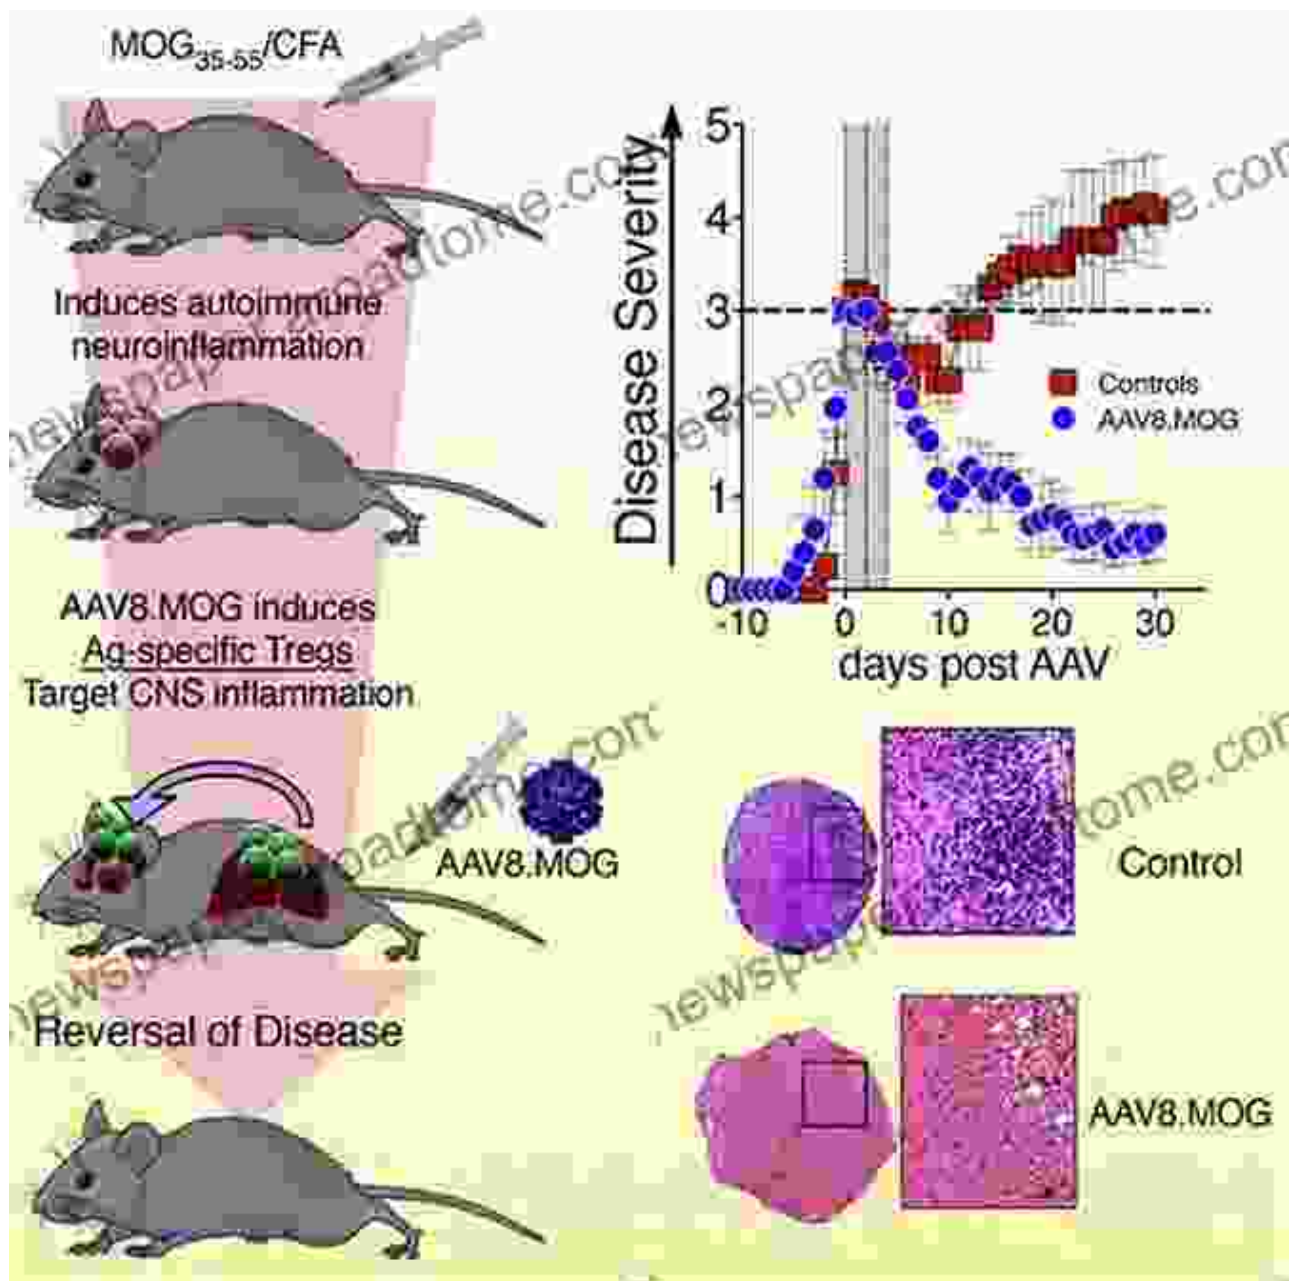 MOG35-55/CFA
Induces autoimmune
neuroinflammation
AAV8.MOG induces
Ag-specific Tregs
Target CNS inflammation
AAV8.MOG
Reversal of Disease
Disease Severity
5
4
3
2
1
0
-10 0 10 20 30
days post AAV
Controls
AAV8.MOG
Control
AAV8.MOG